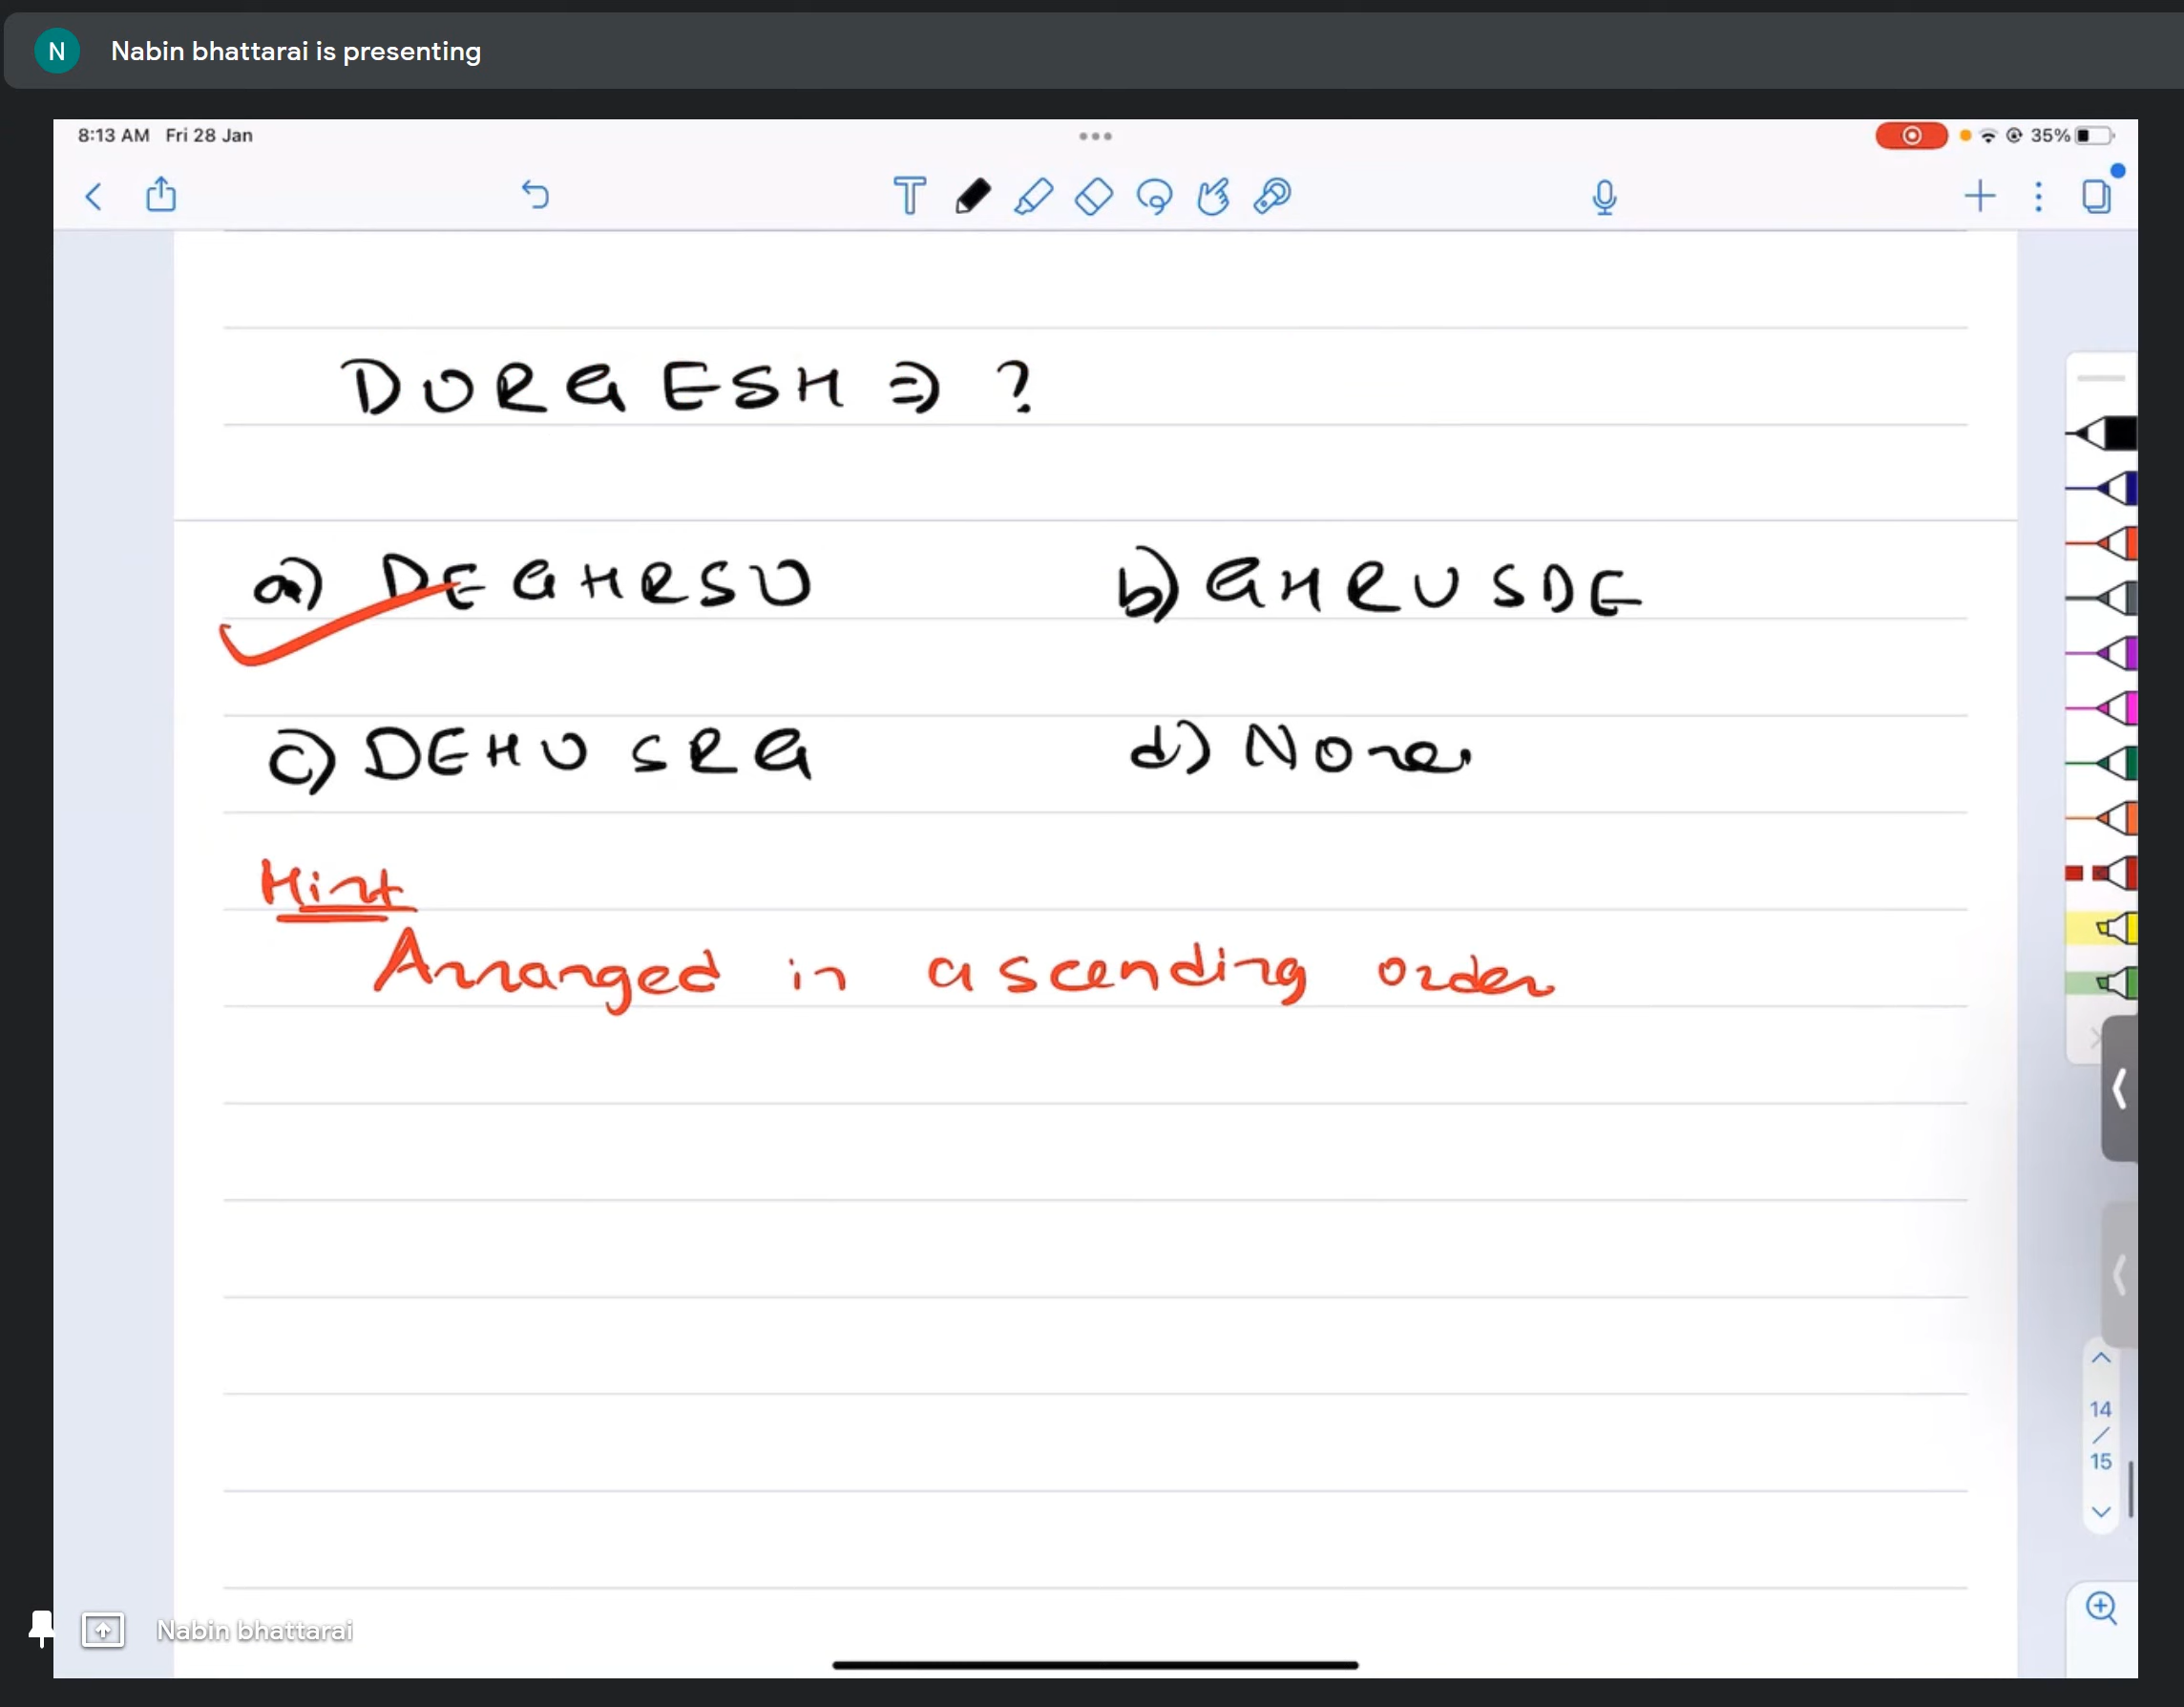 N Nabin bhattarai is presenting
8:13 AM Fri 28 Jan 35%
DURGESH => ?
a) DEGHRSU b) GHRUSDE
c) DEHUSRG d) None
Hint
Arranged in ascending order
14
/
15
Nabin bhattarai